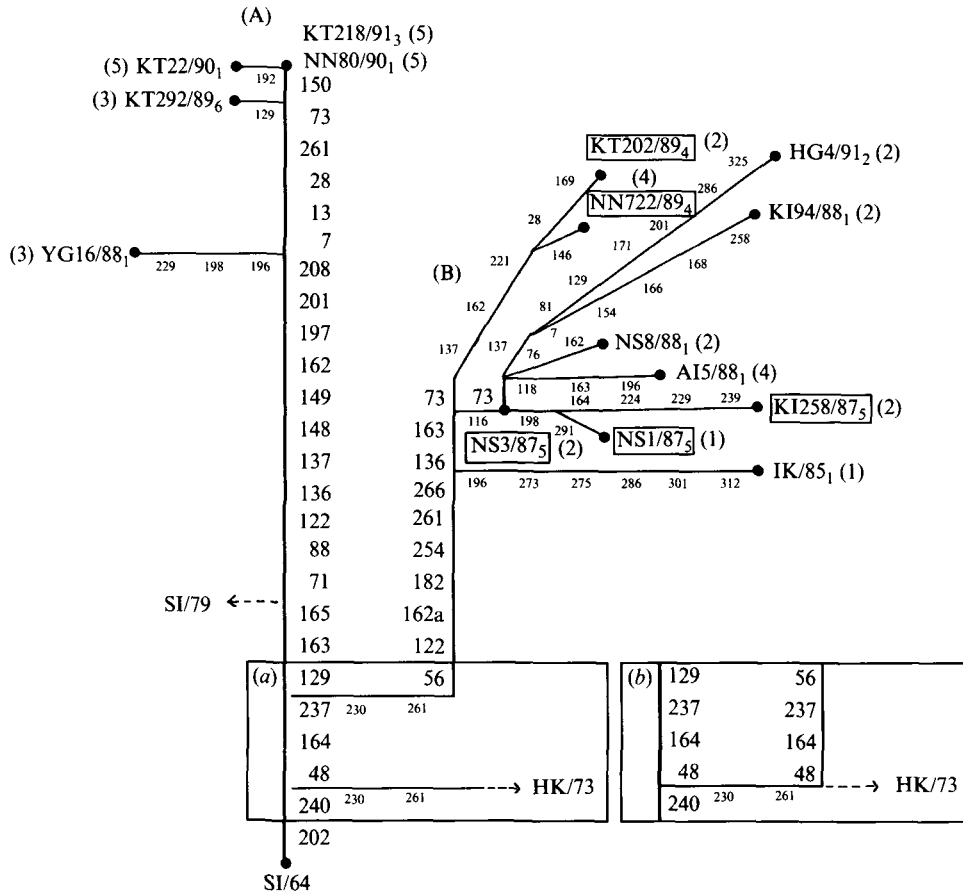 (A)
KT218/91₃ (5)
(5) KT22/90₁ NN80/90₁ (5)
192 150
(3) KT292/89₆
129 73
261
28
13
7
(3) YG16/88₁
229 198 196
208
201
197
162
149
148
137
136
122
88
71
SI/79
165
163
(a)
129 56
237 230 261
164
48
230 261 HK/73
240
202
SI/64
(B)
KT202/89₄ (2)
169 (4)
NN722/89₄
28
146
221
162
137
73
163
136
266
261
254
182
162a
122
325 HG4/91₂ (2)
286
201
171
129
81
KI94/88₁ (2)
258
168
166
154
7
137
76
162 NS8/88₁ (2)
118 163 196 AI5/88₁ (4)
73
164 224 229 239 KI258/87₅ (2)
116 198
291 NS1/87₅ (1)
NS3/87₅ (2)
196 273 275 286 301 312 IK/85₁ (1)
(b)
129 56
237 237
164 164
48 48
240 230 261 HK/73